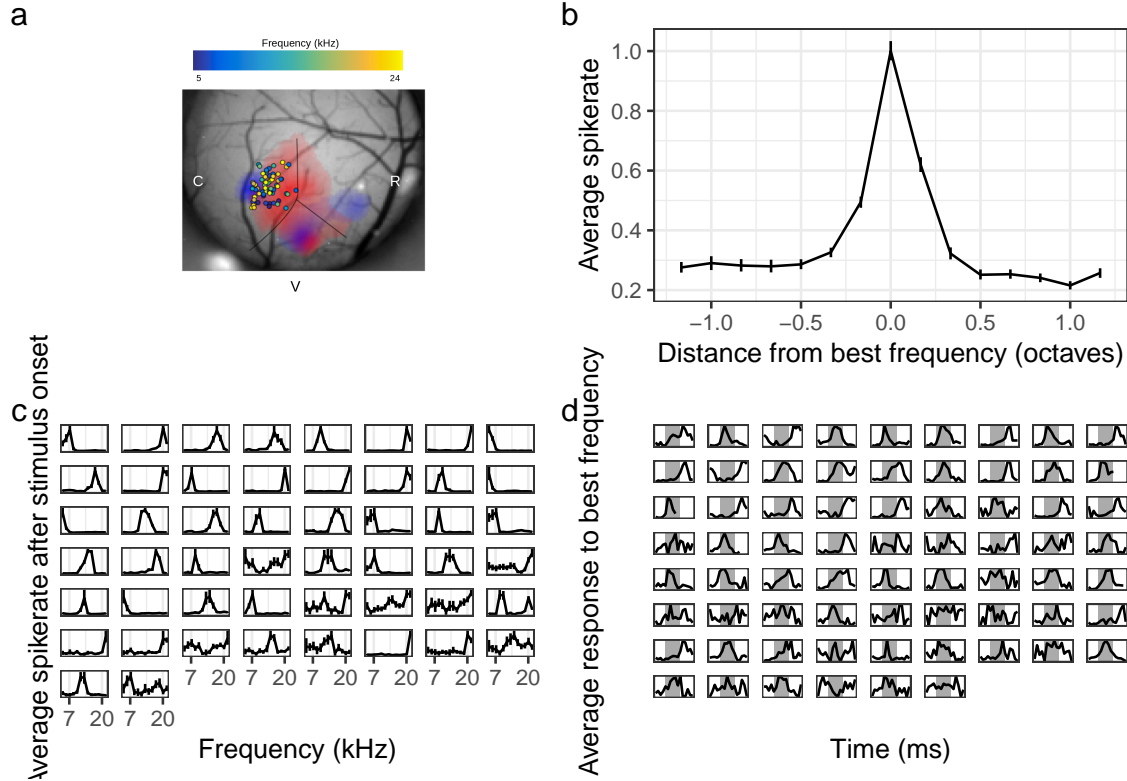 a
Frequency (kHz)
5 24
C R
V
b
Average spikerate
1.0
0.8
0.6
0.4
0.2
−1.0 −0.5 0.0 0.5 1.0
Distance from best frequency (octaves)
c
Average spikerate after stimulus onset
7 20 7 20 7 20 7 20 7 20 7 20
7 20 7 20
Frequency (kHz)
d
Average response to best frequency
Time (ms)